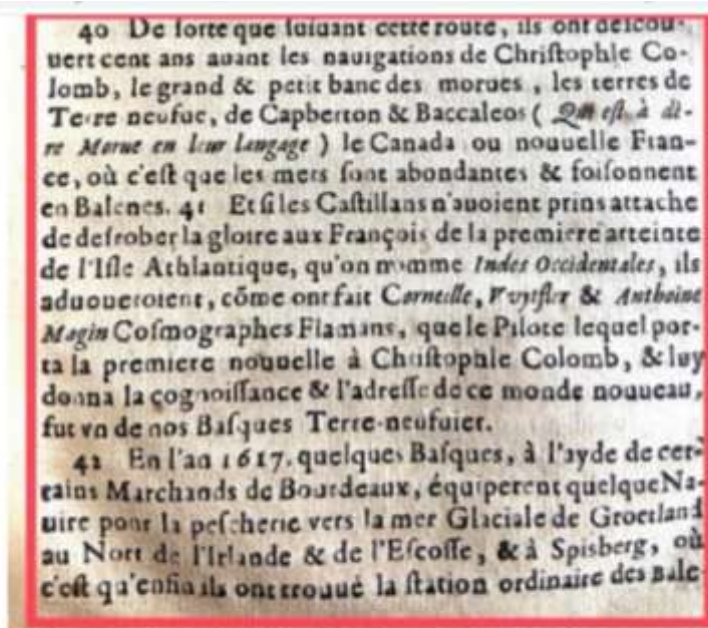 40 De ſorte que ſuiuant cette route, ils ont deſcou-
uert cent ans auant les nauigations de Chriſtophle Co-
lomb, le grand & petit banc des morues, les terres de
Terre neufue, de Capberton & Baccaleos ( Qui eſt à di-
re Morue en leur langage ) le Canada ou nouuelle Fran-
ce, où c'eſt que les mers ſont abondantes & foiſonnent
en Balenes. 41 Et ſi les Caſtillans n'auoient prins attache
de deſrober la gloire aux François de la premiere atteinte
de l'Iſle Athlantique, qu'on nomme Indes Occidentales, ils
aduoueroient, cõme ont fait Corneille, Vuytfler & Anthoine
Magin Coſmographes Flamans, que le Pilote lequel por-
ta la premiere nouuelle à Chriſtophle Colomb, & luy
donna la cognoiſſance & l'adreſſe de ce monde nouueau,
fut vn de nos Baſques Terre-neufuier.
42 En l'an 1617. quelques Baſques, à l'ayde de cer-
tains Marchands de Bourdeaux, équiperent quelque Na-
uire pour la peſcherie vers la mer Glaciale de Groetland
au Nort de l'Irlande & de l'Eſcoſſe, & à Spisberg, où
c'eſt qu'enfin ils ont trouué la ſtation ordinaire des Bale-